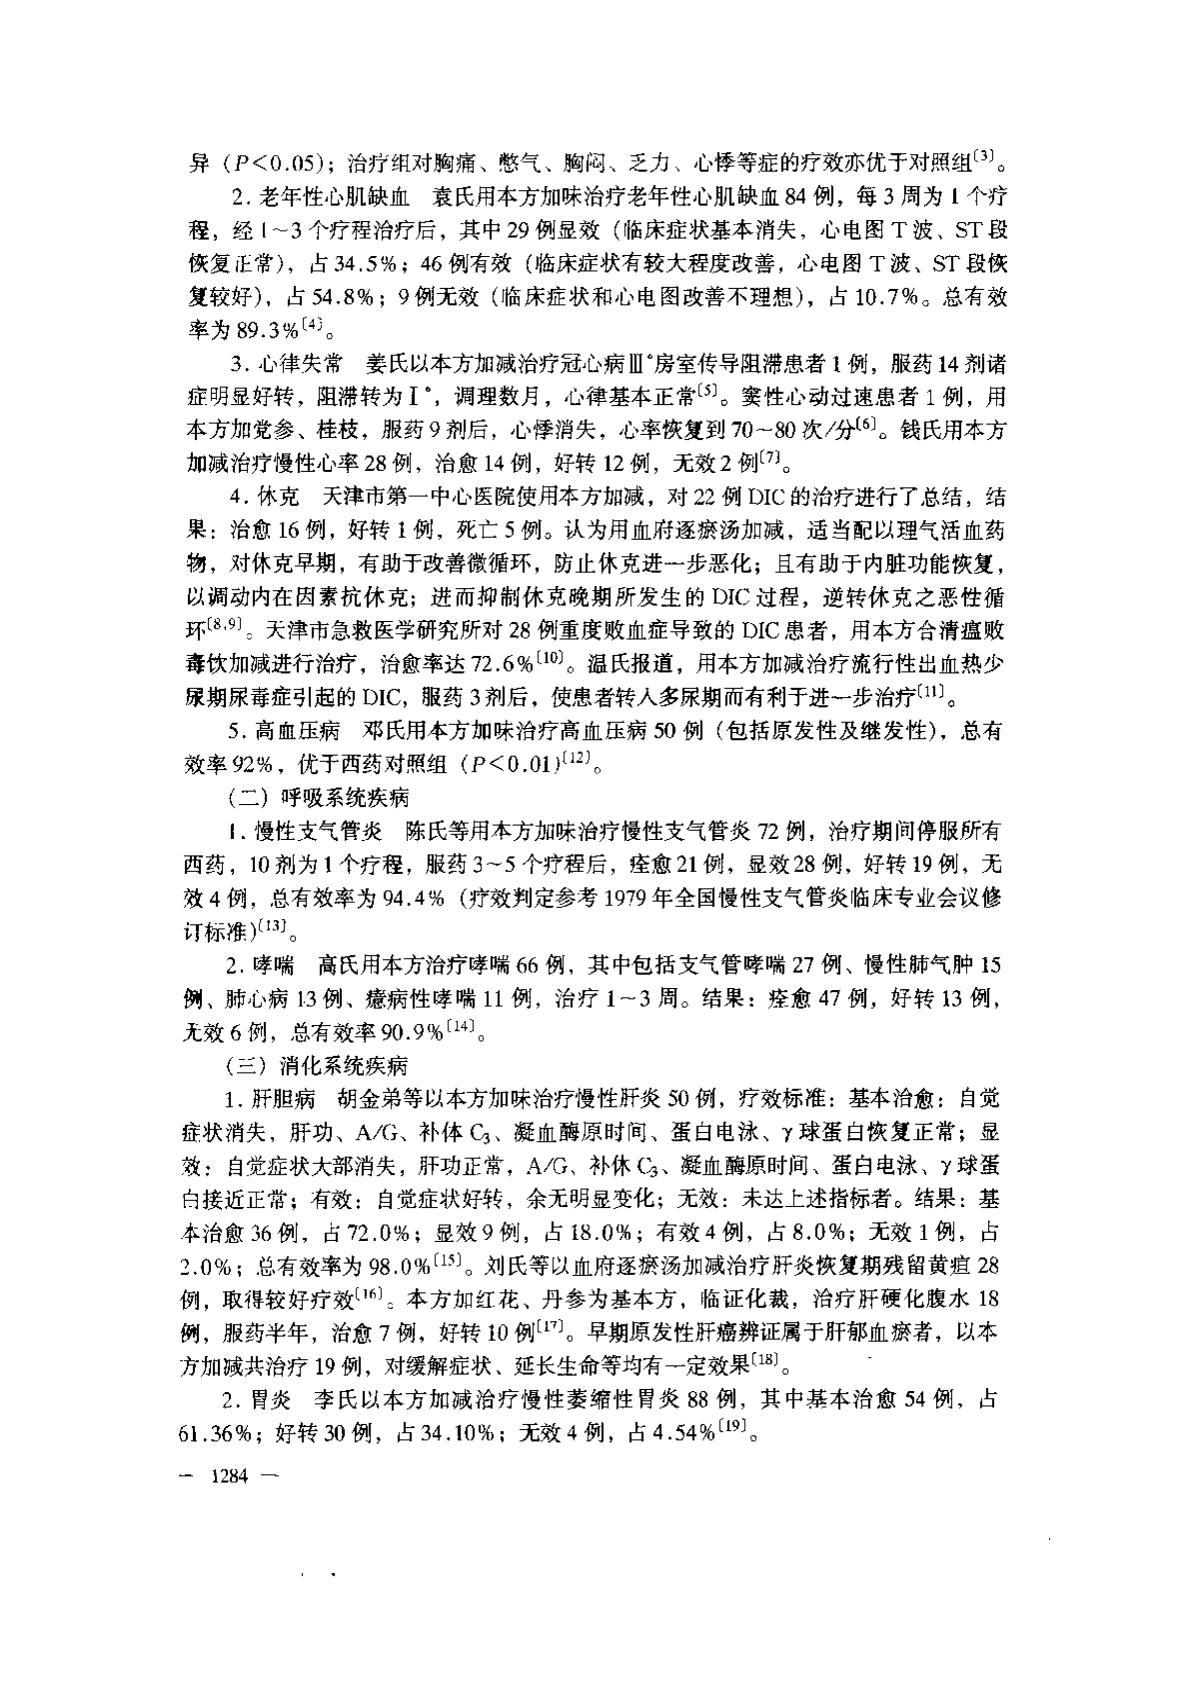 异（P＜0.05）；治疗组对胸痛、憋气、胸闷、乏力、心悸等症的疗效亦优于对照组〔3〕。
2. 老年性心肌缺血　袁氏用本方加味治疗老年性心肌缺血 84 例，每 3 周为 1 个疗
程，经 1～3 个疗程治疗后，其中 29 例显效（临床症状基本消失，心电图 T 波、ST 段
恢复正常），占 34.5%；46 例有效（临床症状有较大程度改善，心电图 T 波、ST 段恢
复较好），占 54.8%；9 例无效（临床症状和心电图改善不理想），占 10.7%。总有效
率为 89.3%〔4〕。
3. 心律失常　姜氏以本方加减治疗冠心病Ⅲ°房室传导阻滞患者 1 例，服药 14 剂诸
症明显好转，阻滞转为Ⅰ°，调理数月，心律基本正常〔5〕。窦性心动过速患者 1 例，用
本方加党参、桂枝，服药 9 剂后，心悸消失，心率恢复到 70～80 次/分〔6〕。钱氏用本方
加减治疗慢性心率 28 例，治愈 14 例，好转 12 例，无效 2 例〔7〕。
4. 休克　天津市第一中心医院使用本方加减，对 22 例 DIC 的治疗进行了总结，结
果：治愈 16 例，好转 1 例，死亡 5 例。认为用血府逐瘀汤加减，适当配以理气活血药
物，对休克早期，有助于改善微循环，防止休克进一步恶化；且有助于内脏功能恢复，
以调动内在因素抗休克；进而抑制休克晚期所发生的 DIC 过程，逆转休克之恶性循
环〔8,9〕。天津市急救医学研究所对 28 例重度败血症导致的 DIC 患者，用本方合清瘟败
毒饮加减进行治疗，治愈率达 72.6%〔10〕。温氏报道，用本方加减治疗流行性出血热少
尿期尿毒症引起的 DIC，服药 3 剂后，使患者转入多尿期而有利于进一步治疗〔11〕。
5. 高血压病　邓氏用本方加味治疗高血压病 50 例（包括原发性及继发性），总有
效率 92%，优于西药对照组（P＜0.01）〔12〕。
（二）呼吸系统疾病
1. 慢性支气管炎　陈氏等用本方加味治疗慢性支气管炎 72 例，治疗期间停服所有
西药，10 剂为 1 个疗程，服药 3～5 个疗程后，痊愈 21 例，显效 28 例，好转 19 例，无
效 4 例，总有效率为 94.4%（疗效判定参考 1979 年全国慢性支气管炎临床专业会议修
订标准）〔13〕。
2. 哮喘　高氏用本方治疗哮喘 66 例，其中包括支气管哮喘 27 例、慢性肺气肿 15
例、肺心病 13 例、癔病性哮喘 11 例，治疗 1～3 周。结果：痊愈 47 例，好转 13 例，
无效 6 例，总有效率 90.9%〔14〕。
（三）消化系统疾病
1. 肝胆病　胡金弟等以本方加味治疗慢性肝炎 50 例，疗效标准：基本治愈：自觉
症状消失，肝功、A/G、补体 C₃、凝血酶原时间、蛋白电泳、γ 球蛋白恢复正常；显
效：自觉症状大部消失，肝功正常，A/G、补体 C₃、凝血酶原时间、蛋白电泳、γ 球蛋
白接近正常；有效：自觉症状好转，余无明显变化；无效：未达上述指标者。结果：基
本治愈 36 例，占 72.0%；显效 9 例，占 18.0%；有效 4 例，占 8.0%；无效 1 例，占
2.0%；总有效率为 98.0%〔15〕。刘氏等以血府逐瘀汤加减治疗肝炎恢复期残留黄疸 28
例，取得较好疗效〔16〕。本方加红花、丹参为基本方，临证化裁，治疗肝硬化腹水 18
例，服药半年，治愈 7 例，好转 10 例〔17〕。早期原发性肝癌辨证属于肝郁血瘀者，以本
方加减共治疗 19 例，对缓解症状、延长生命等均有一定效果〔18〕。
2. 胃炎　李氏以本方加减治疗慢性萎缩性胃炎 88 例，其中基本治愈 54 例，占
61.36%；好转 30 例，占 34.10%；无效 4 例，占 4.54%〔19〕。
— 1284 —